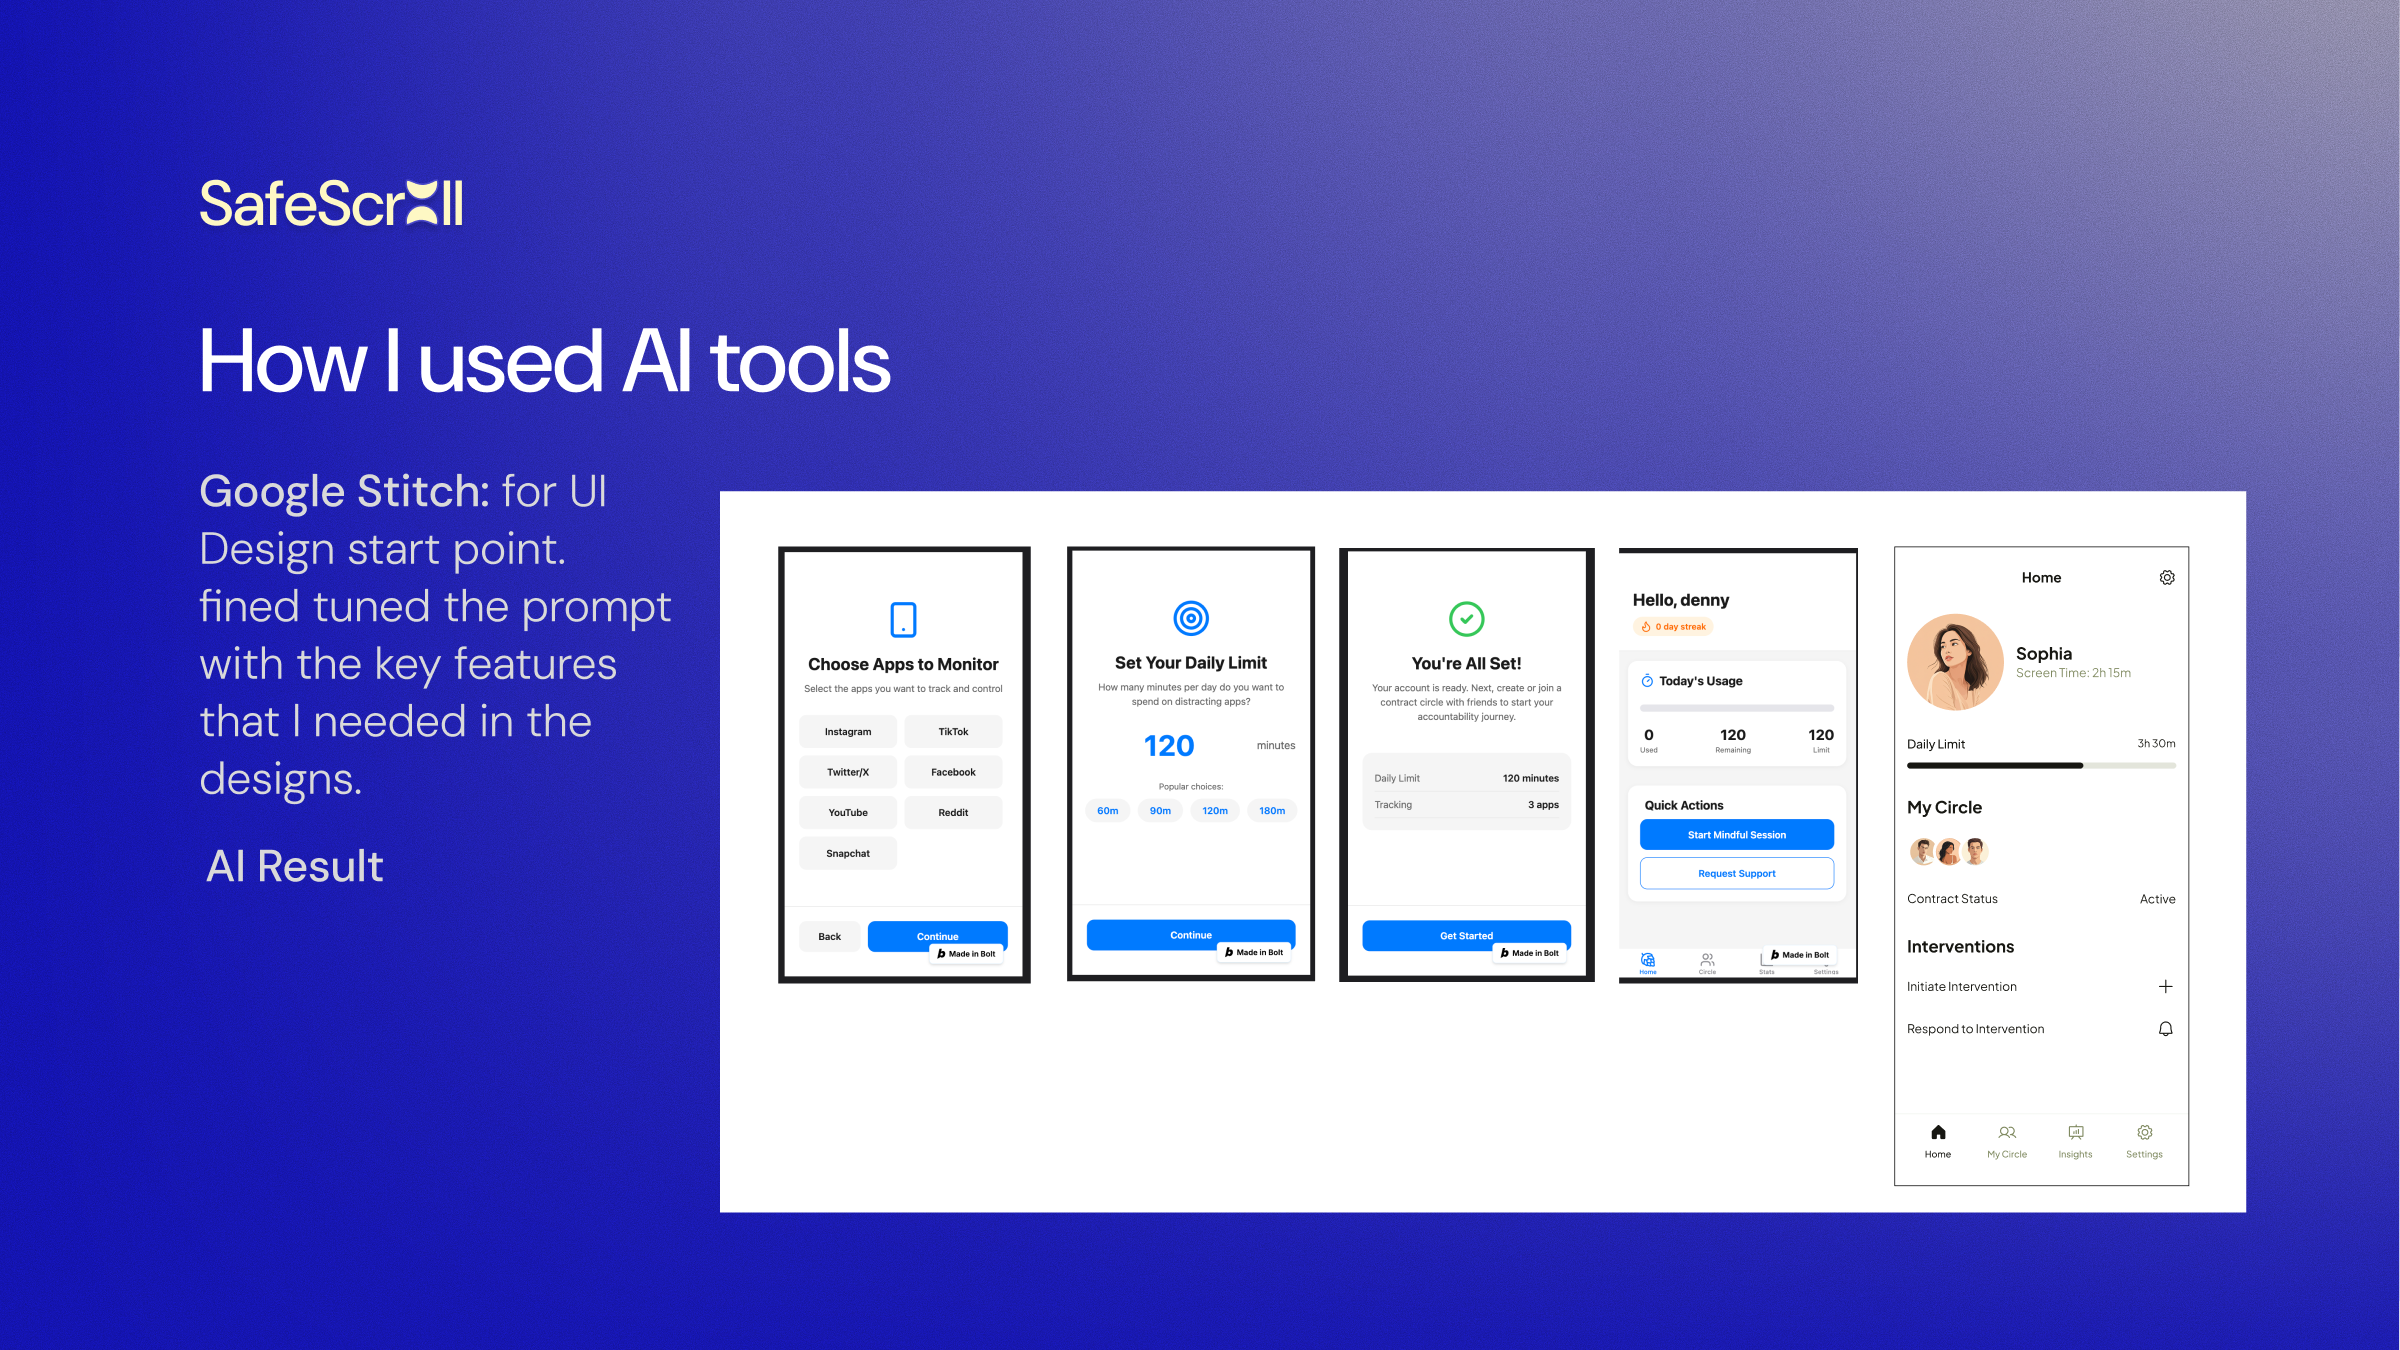 SafeScroll
How I used AI tools
Google Stitch: for UI
Design start point.
fined tuned the prompt
with the key features
that I needed in the
designs.
AI Result
Choose Apps to Monitor
Select the apps you want to track and control
Instagram
TikTok
Twitter/X
Facebook
YouTube
Reddit
Snapchat
Back
Continue
Made in Bolt
Set Your Daily Limit
How many minutes per day do you want to
spend on distracting apps?
120
minutes
Popular choices:
60m
90m
120m
180m
Continue
Made in Bolt
You're All Set!
Your account is ready. Next, create or join a
contract circle with friends to start your
accountability journey.
Daily Limit
120 minutes
Tracking
3 apps
Get Started
Made in Bolt
Hello, denny
0 day streak
Today's Usage
0
120
120
Used
Remaining
Limit
Quick Actions
Start Mindful Session
Request Support
Made in Bolt
Home
Circle
Stats
Settings
Home
Sophia
Screen Time: 2h 15m
Daily Limit
3h 30m
My Circle
Contract Status
Active
Interventions
Initiate Intervention
Respond to Intervention
Home
My Circle
Insights
Settings